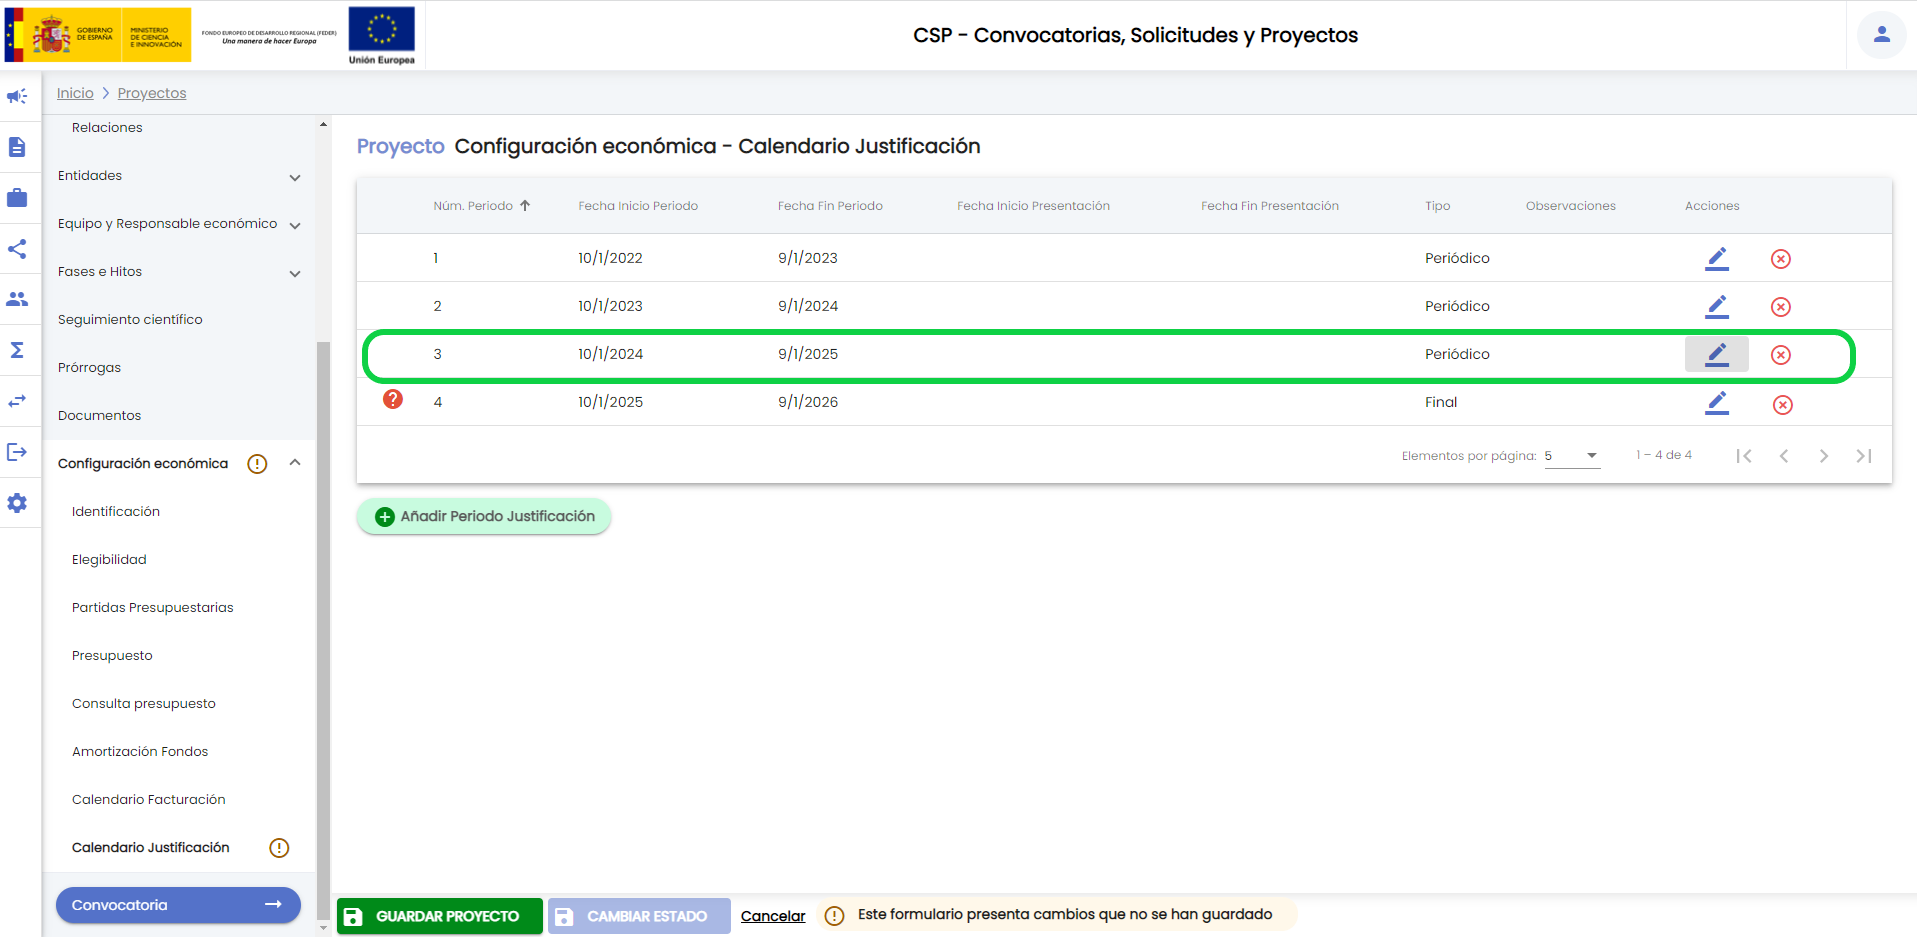 GOBIERNO
DE ESPAÑA
MINISTERIO
DE CIENCIA
E INNOVACIÓN
FONDO EUROPEO DE DESARROLLO REGIONAL (FEDER)
Una manera de hacer Europa
Unión Europea
CSP - Convocatorias, Solicitudes y Proyectos
Inicio > Proyectos
Relaciones
Entidades
Equipo y Responsable económico
Fases e Hitos
Seguimiento científico
Prórrogas
Documentos
Configuración económica
Identificación
Elegibilidad
Partidas Presupuestarias
Presupuesto
Consulta presupuesto
Amortización Fondos
Calendario Facturación
Calendario Justificación
Convocatoria
Proyecto Configuración económica - Calendario Justificación
Núm. Periodo Fecha Inicio Periodo Fecha Fin Periodo Fecha Inicio Presentación Fecha Fin Presentación Tipo Observaciones Acciones
1 10/1/2022 9/1/2023 Periódico
2 10/1/2023 9/1/2024 Periódico
3 10/1/2024 9/1/2025 Periódico
? 4 10/1/2025 9/1/2026 Final
Elementos por página: 5 1 – 4 de 4
Añadir Periodo Justificación
GUARDAR PROYECTO CAMBIAR ESTADO Cancelar Este formulario presenta cambios que no se han guardado